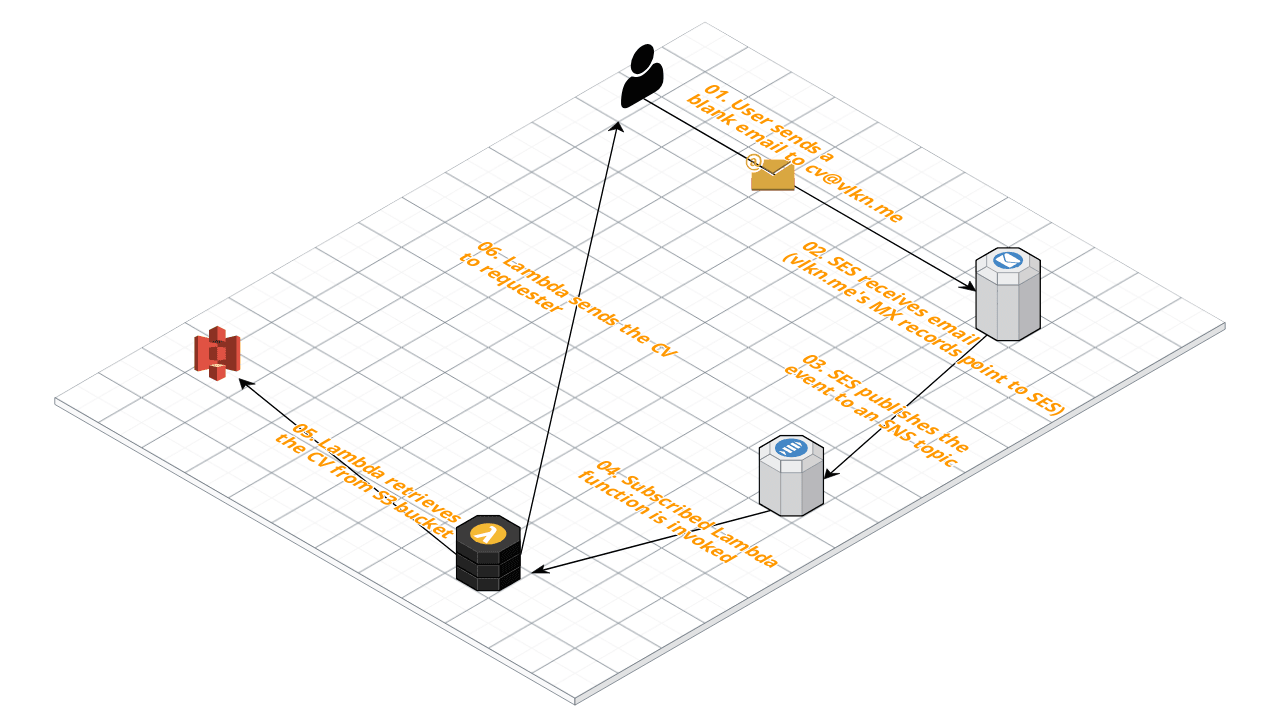 01. User sends a
blank email to cv@vlkn.me
@
02. SES receives email
(vlkn.me's MX records point to SES)
03. SES publishes the
event to an SNS topic
04. Subscribed Lambda
function is invoked
05. Lambda retrieves
the CV from S3 bucket
06. Lambda sends the CV
to requester
λ